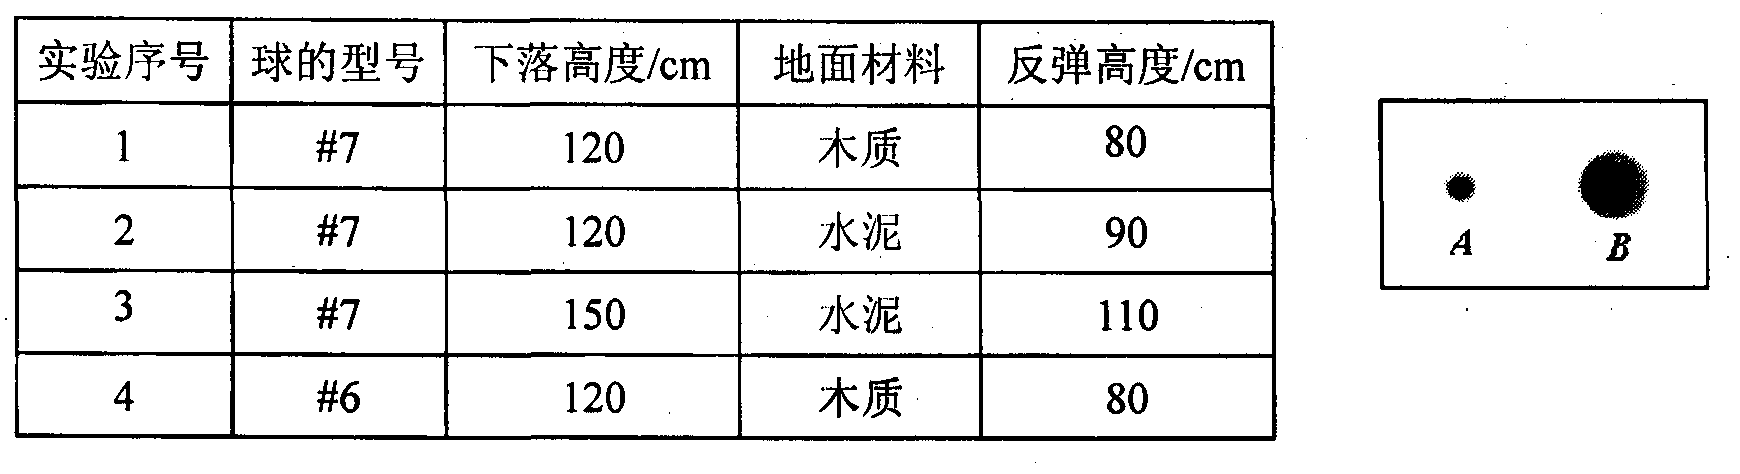 实验序号 球的型号 下落高度/cm 地面材料 反弹高度/cm
1 #7 120 木质 80
2 #7 120 水泥 90
3 #7 150 水泥 110
4 #6 120 木质 80
A B